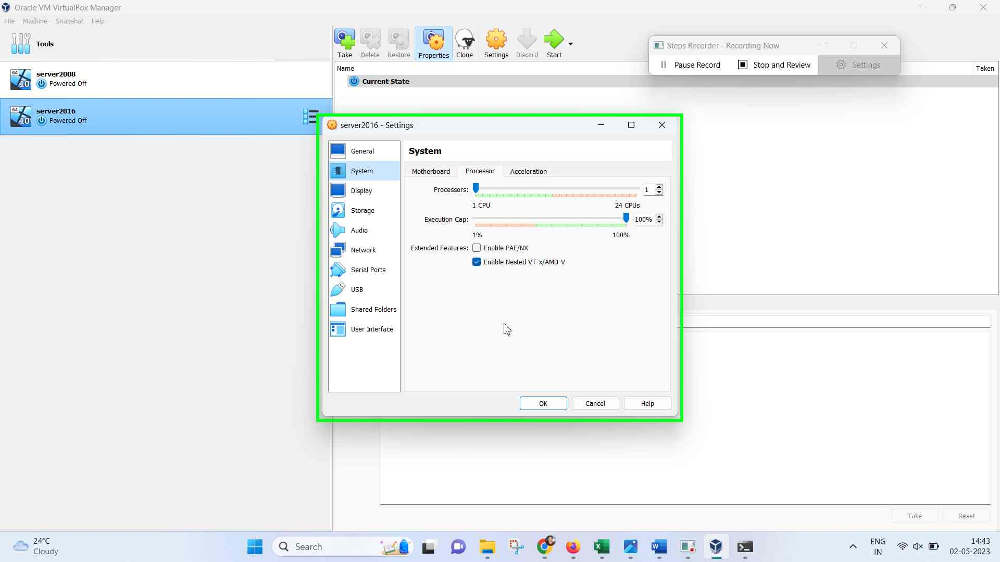 Oracle VM VirtualBox Manager
File Machine Snapshot Help
Tools
Take Delete Restore Properties Clone Settings Discard Start
Steps Recorder - Recording Now
Pause Record Stop and Review Settings
Name Taken
Current State
64 10 server2008
Powered Off
64 10 server2016
Powered Off
server2016 - Settings
General
System
Display
Storage
Audio
Network
Serial Ports
USB
Shared Folders
User Interface
System
Motherboard Processor Acceleration
Processors: 1
1 CPU 24 CPUs
Execution Cap: 100%
1% 100%
Extended Features: Enable PAE/NX
Enable Nested VT-x/AMD-V
OK Cancel Help
Take Reset
24°C
Cloudy
Search
ENG
IN
14:43
02-05-2023